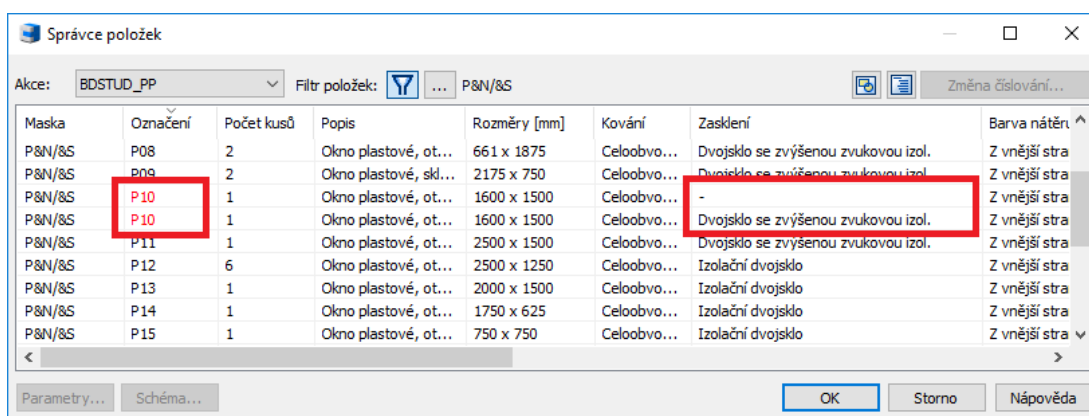 Správce položek
Akce: BDSTUD_PP Filtr položek: ... P&N/&S Změna číslování...
Maska Označení Počet kusů Popis Rozměry [mm] Kování Zasklení Barva nátěru
P&N/&S P08 2 Okno plastové, ot... 661 x 1875 Celoobvo... Dvojsklo se zvýšenou zvukovou izol. Z vnější stra
P&N/&S P09 2 Okno plastové, skl... 2175 x 750 Celoobvo... Dvojsklo se zvýšenou zvukovou izol. Z vnější stra
P&N/&S P10 1 Okno plastové, ot... 1600 x 1500 Celoobvo... - Z vnější stra
P&N/&S P10 1 Okno plastové, ot... 1600 x 1500 Celoobvo... Dvojsklo se zvýšenou zvukovou izol. Z vnější stra
P&N/&S P11 1 Okno plastové, ot... 2500 x 1500 Celoobvo... Dvojsklo se zvýšenou zvukovou izol. Z vnější stra
P&N/&S P12 6 Okno plastové, ot... 2500 x 1250 Celoobvo... Izolační dvojsklo Z vnější stra
P&N/&S P13 1 Okno plastové, ot... 2000 x 1500 Celoobvo... Izolační dvojsklo Z vnější stra
P&N/&S P14 1 Okno plastové, ot... 1750 x 625 Celoobvo... Izolační dvojsklo Z vnější stra
P&N/&S P15 1 Okno plastové, ot... 750 x 750 Celoobvo... Izolační dvojsklo Z vnější stra
Parametry... Schéma... OK Storno Nápověda